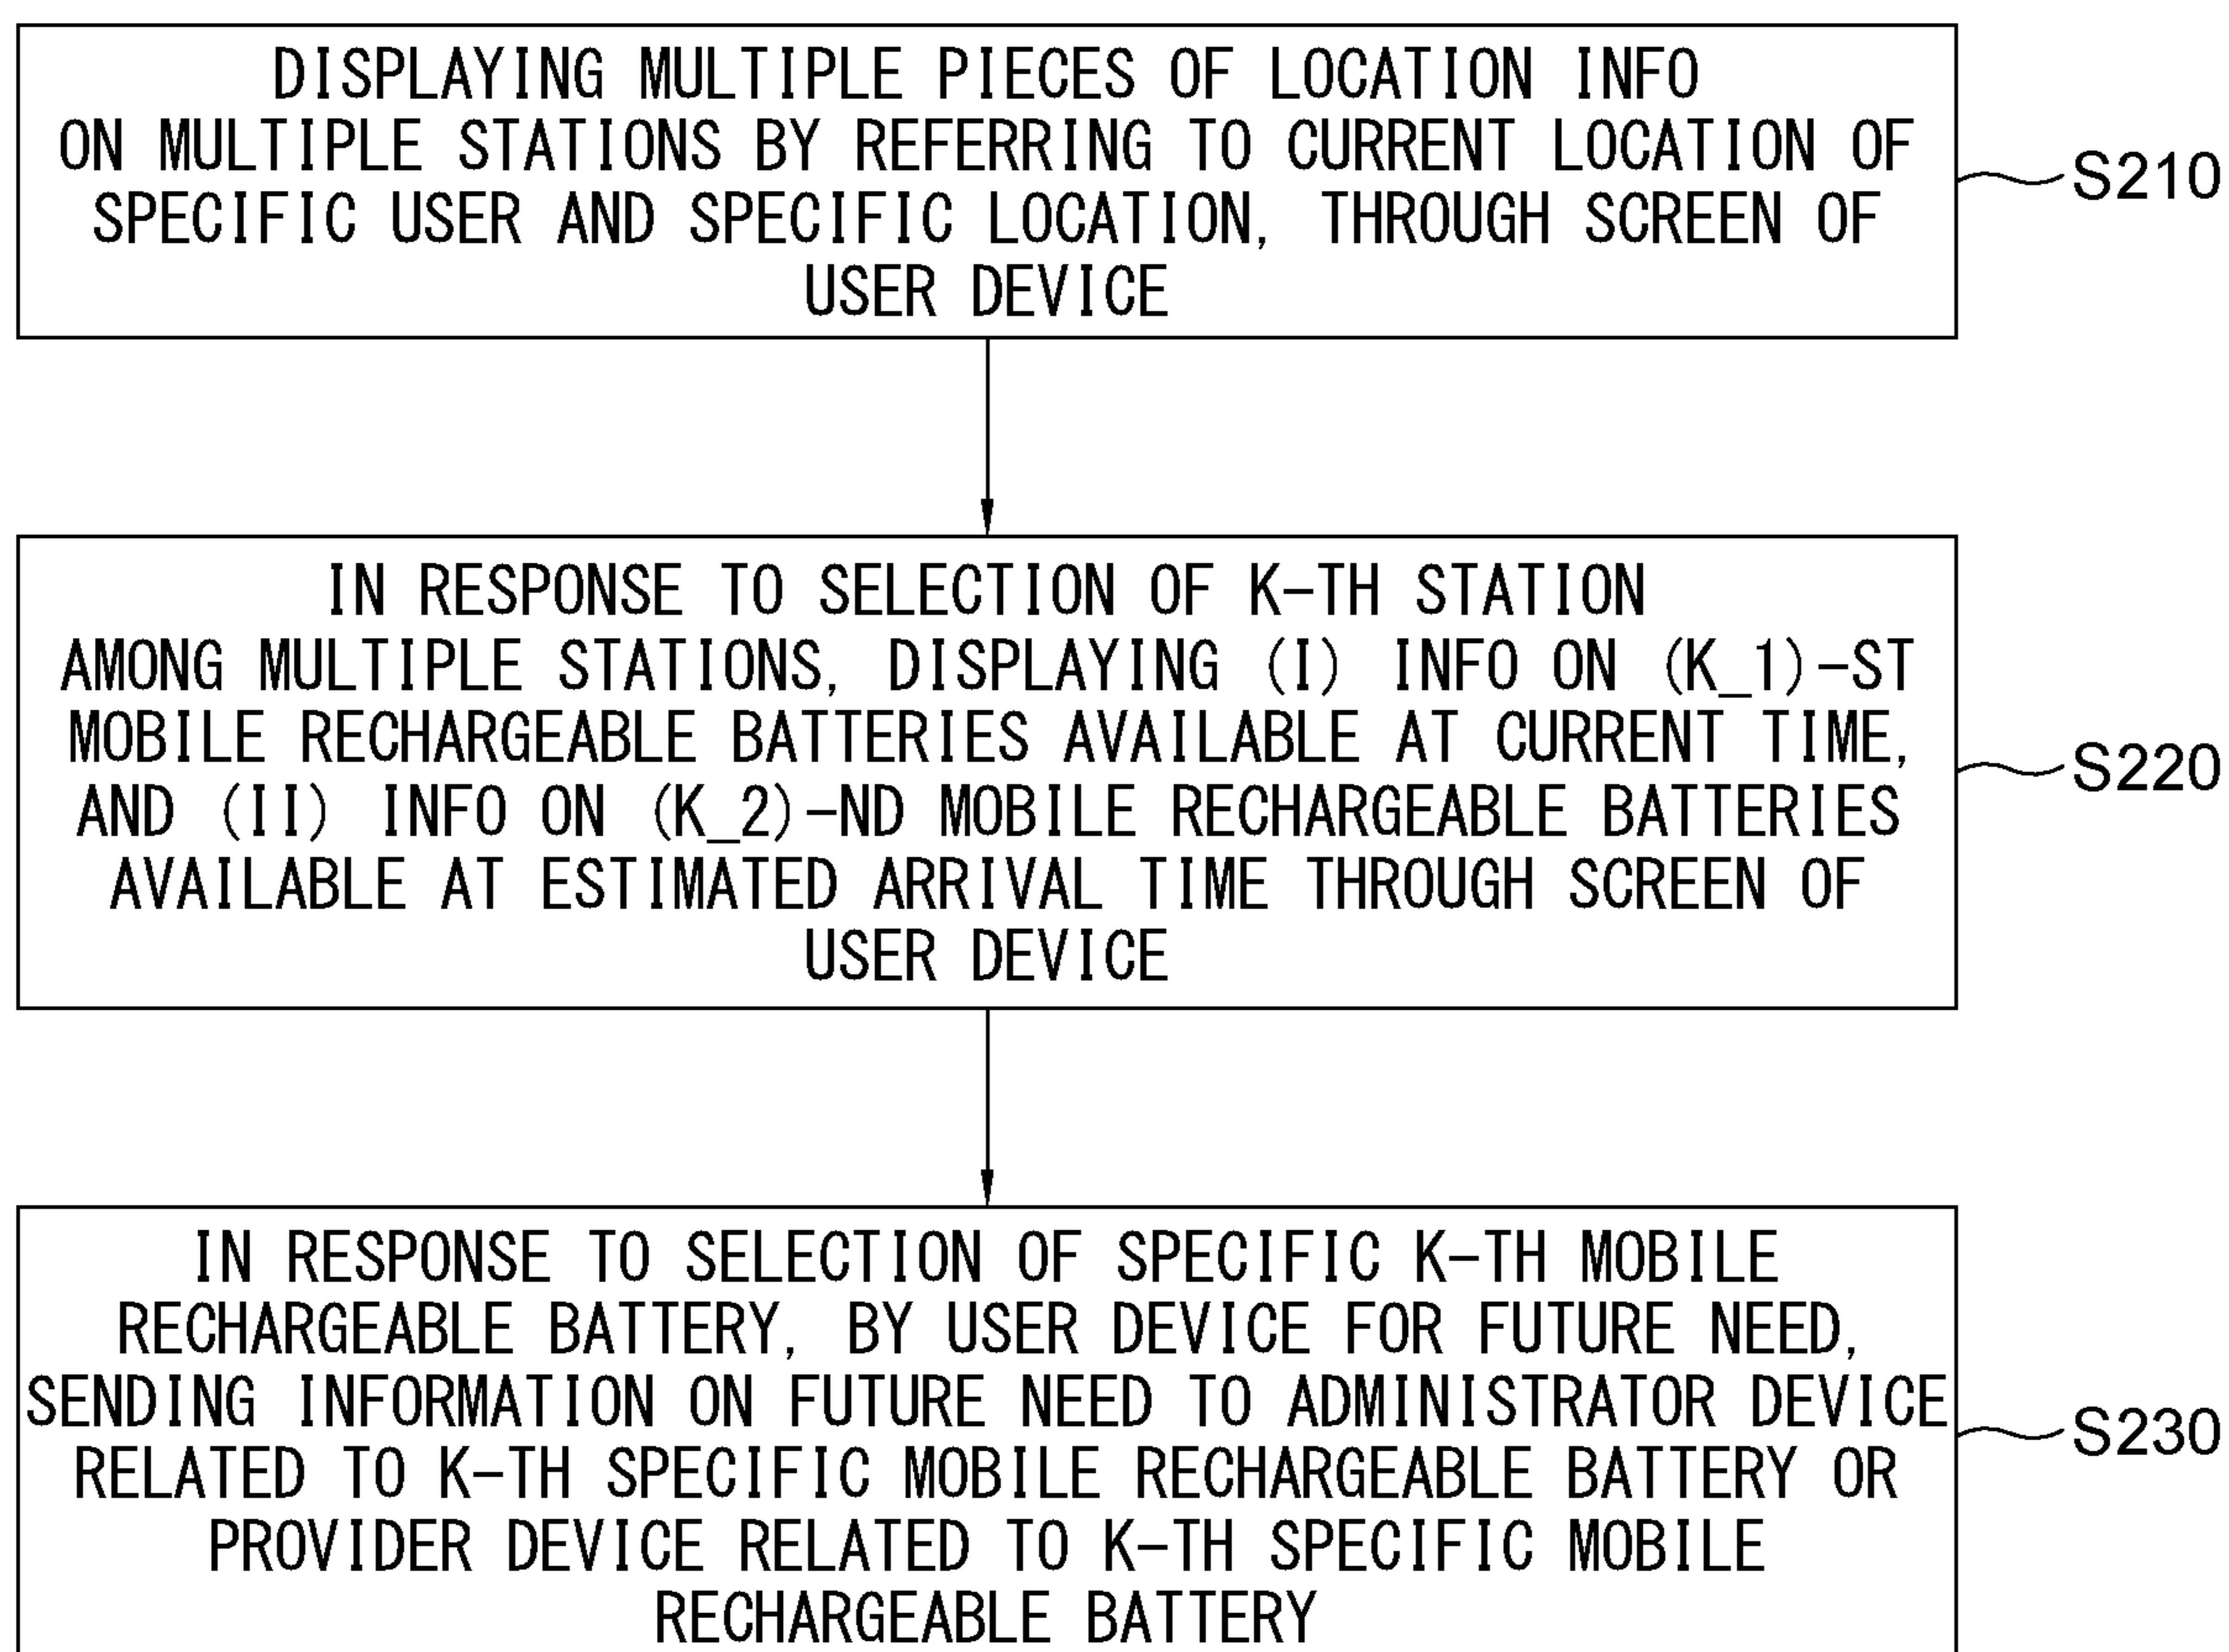 DISPLAYING MULTIPLE PIECES OF LOCATION INFO
ON MULTIPLE STATIONS BY REFERRING TO CURRENT LOCATION OF
SPECIFIC USER AND SPECIFIC LOCATION, THROUGH SCREEN OF
USER DEVICE
S210
IN RESPONSE TO SELECTION OF K-TH STATION
AMONG MULTIPLE STATIONS, DISPLAYING (I) INFO ON (K_1)-ST
MOBILE RECHARGEABLE BATTERIES AVAILABLE AT CURRENT TIME,
AND (II) INFO ON (K_2)-ND MOBILE RECHARGEABLE BATTERIES
AVAILABLE AT ESTIMATED ARRIVAL TIME THROUGH SCREEN OF
USER DEVICE
S220
IN RESPONSE TO SELECTION OF SPECIFIC K-TH MOBILE
RECHARGEABLE BATTERY, BY USER DEVICE FOR FUTURE NEED,
SENDING INFORMATION ON FUTURE NEED TO ADMINISTRATOR DEVICE
RELATED TO K-TH SPECIFIC MOBILE RECHARGEABLE BATTERY OR
PROVIDER DEVICE RELATED TO K-TH SPECIFIC MOBILE
RECHARGEABLE BATTERY
S230